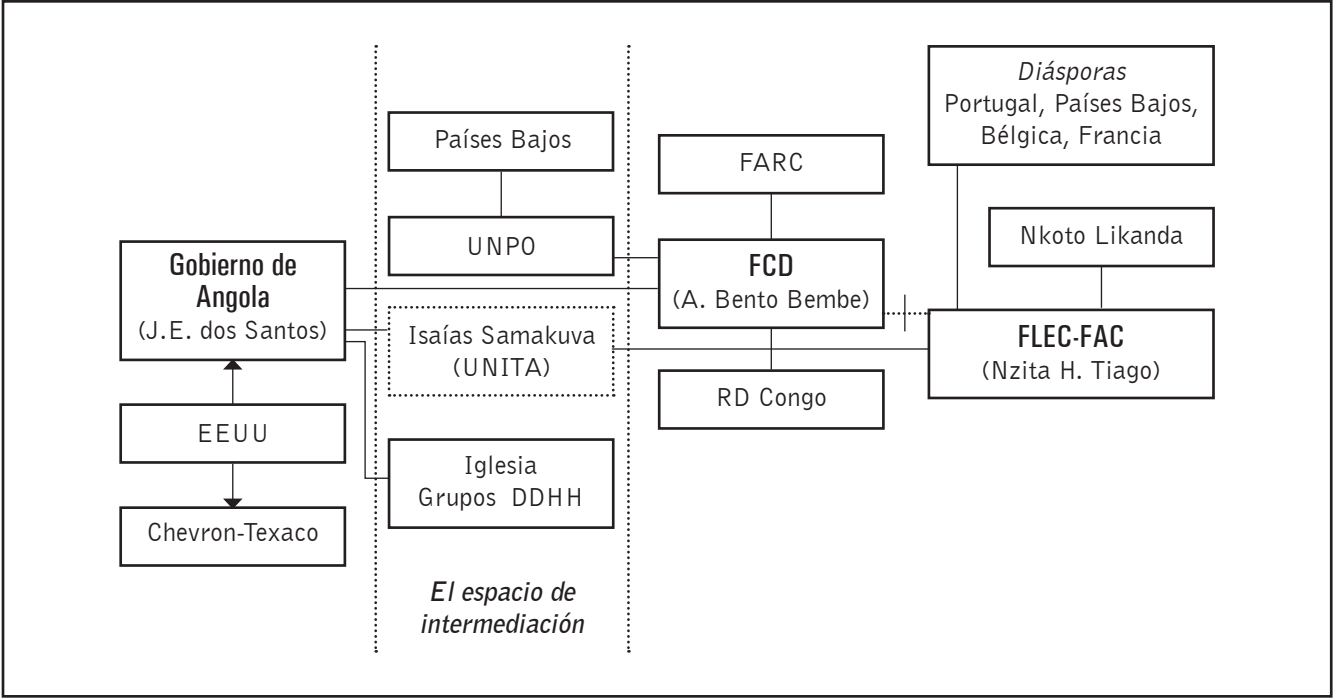 Gobierno de
Angola
(J.E. dos Santos)
EEUU
Chevron-Texaco
Países Bajos
UNPO
Isaías Samakuva
(UNITA)
Iglesia
Grupos DDHH
El espacio de
intermediación
FARC
FCD
(A. Bento Bembe)
RD Congo
Diásporas
Portugal, Países Bajos,
Bélgica, Francia
Nkoto Likanda
FLEC-FAC
(Nzita H. Tiago)